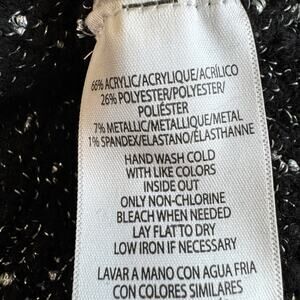 66% ACRYLIC/ACRYLIQUE/ACRÍLICO
26% POLYESTER/POLYESTER/
POLIÉSTER
7% METALLIC/METALLIQUE/METAL
1% SPANDEX/ELASTANO/ÉLASTHANNE
HAND WASH COLD
WITH LIKE COLORS
INSIDE OUT
ONLY NON-CHLORINE
BLEACH WHEN NEEDED
LAY FLAT TO DRY
LOW IRON IF NECESSARY
LAVAR A MANO CON AGUA FRIA
CON COLORES SIMILARES